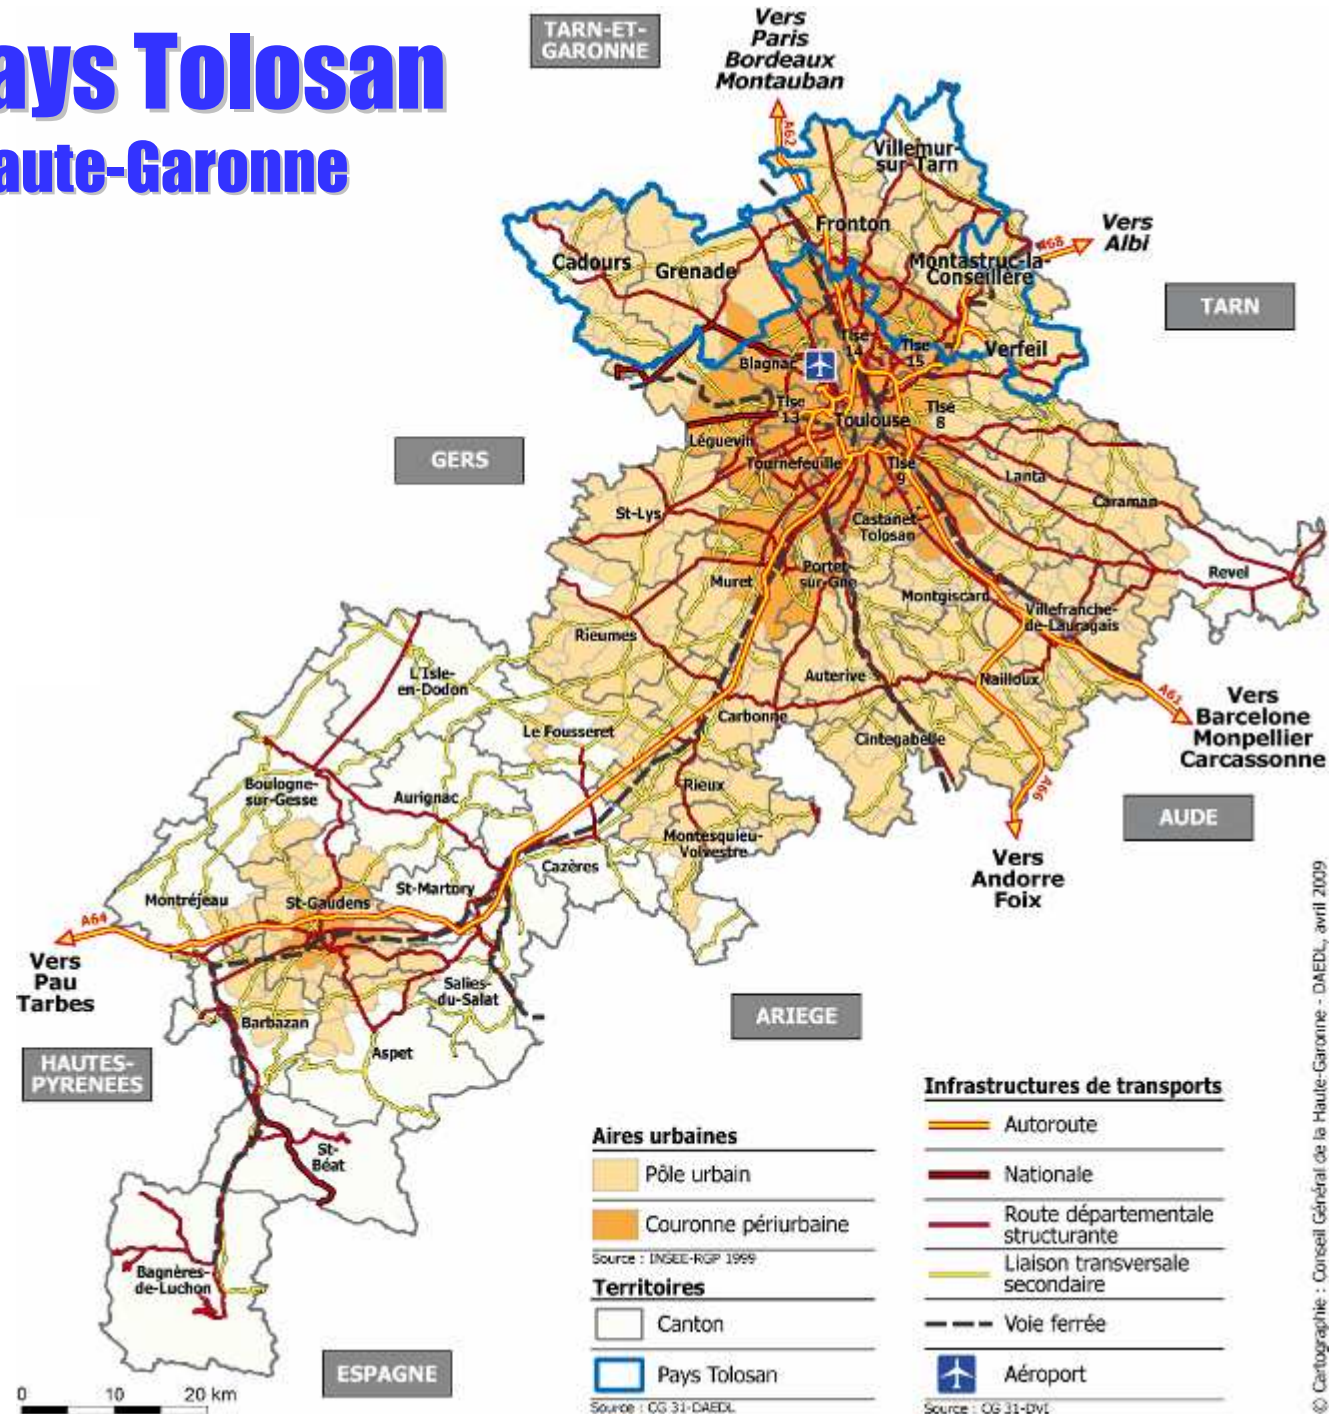 ays Tolosan
aute-Garonne
TARN-ET-
GARONNE
Vers
Paris
Bordeaux
Montauban
A62
Villemur-
sur-Tarn
Fronton
Vers
Albi
A68
Cadours
Grenade
Montastruc-la-
Conseillère
TARN
Verfeil
Tlse
14
Tlse
15
Blagnac
Tlse
13
Toulouse
Tlse
8
Léguevin
Tournefeuille
Tlse
9
GERS
Lanta
Caraman
St-Lys
Castanet-
Tolosan
Revel
Muret
Portet-
sur-Gne
Montgiscard
Villefranche-
de-Lauragais
Rieumes
L'Isle-
en-Dodon
Auterive
Nailloux
A61
Vers
Barcelone
Monpellier
Carcassonne
Carbonne
Le Fousseret
Cintegabelle
Boulogne-
sur-Gesse
Aurignac
Rieux
A66
AUDE
Montesquieu-
Volvestre
Vers
Andorre
Foix
Cazères
St-Martory
Montréjeau
St-Gaudens
A64
Vers
Pau
Tarbes
Salies-
du-Salat
ARIEGE
Barbazan
Aspet
HAUTES-
PYRENEES
St-
Béat
Bagnères-
de-Luchon
ESPAGNE
0 10 20 km
Aires urbaines
Pôle urbain
Couronne périurbaine
Source : INSEE-RGP 1999
Territoires
Canton
Pays Tolosan
Source : CG 31-DAEDL
Infrastructures de transports
Autoroute
Nationale
Route départementale
structurante
Liaison transversale
secondaire
Voie ferrée
Aéroport
Source : CG 31-DVI
© Cartographie : Conseil Général de la Haute-Garonne - DAEDL, avril 2009